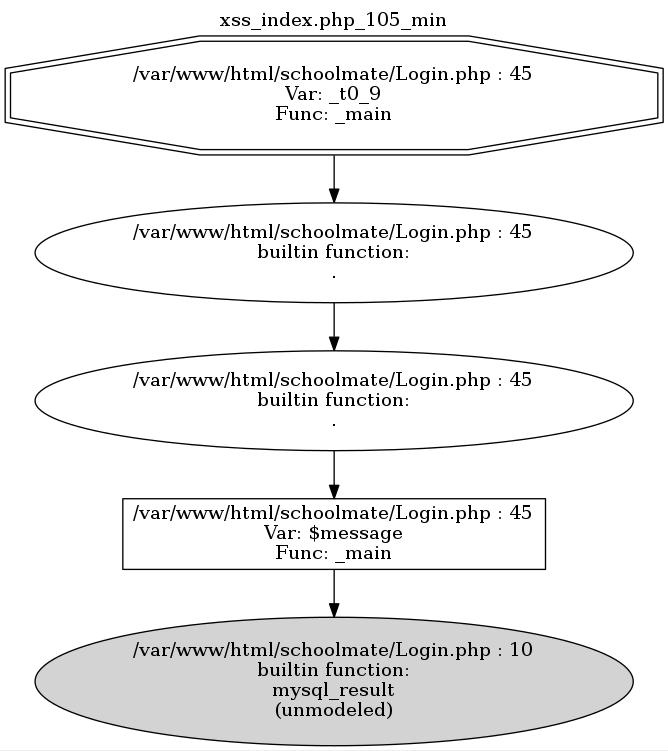 xss_index.php_105_min
/var/www/html/schoolmate/Login.php : 45
Var: _t0_9
Func: _main
/var/www/html/schoolmate/Login.php : 45
builtin function:
.
/var/www/html/schoolmate/Login.php : 45
builtin function:
.
/var/www/html/schoolmate/Login.php : 45
Var: $message
Func: _main
/var/www/html/schoolmate/Login.php : 10
builtin function:
mysql_result
(unmodeled)